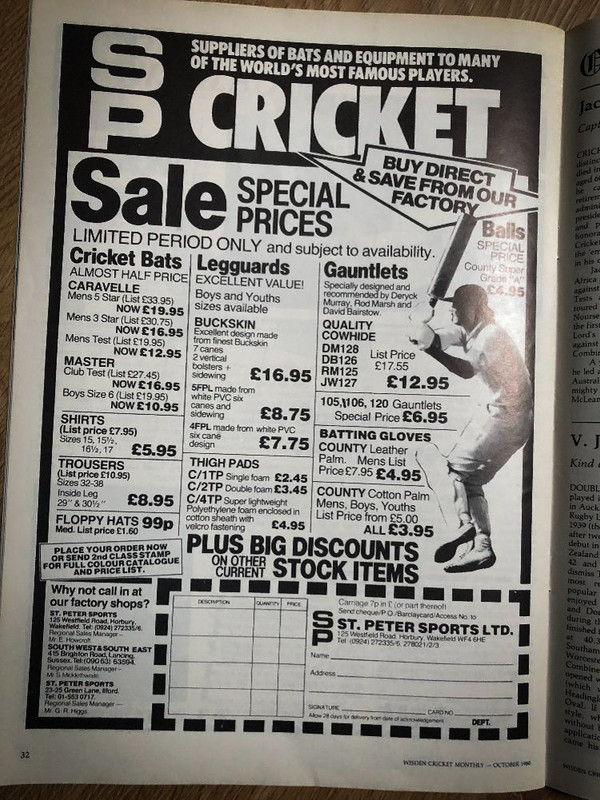 SUPPLIERS OF BATS AND EQUIPMENT TO MANY
OF THE WORLD'S MOST FAMOUS PLAYERS.
SP CRICKET
BUY DIRECT
& SAVE FROM OUR
FACTORY
Sale SPECIAL
PRICES
LIMITED PERIOD ONLY and subject to availability.
Cricket Bats
ALMOST HALF PRICE
CARAVELLE
Mens 5 Star (List £33.95)
NOW £19.95
Mens 3 Star (List £30.75)
NOW £16.95
Mens Test (List £19.95)
NOW £12.95
MASTER
Club Test (List £27.45)
NOW £16.95
Boys Size 6 (List £19.95)
NOW £10.95
SHIRTS
(List price £7.95)
Sizes 15, 15½,
16½, 17 £5.95
TROUSERS
(List price £10.95)
Sizes 32-38
Inside Leg
29" & 30½" £8.95
FLOPPY HATS 99p
Med. List price £1.60
Legguards
EXCELLENT VALUE!
Boys and Youths
sizes available
BUCKSKIN
Excellent design made
from finest Buckskin
7 canes
2 vertical
bolsters +
sidewing £16.95
5FPL made from
white PVC six
canes and
sidewing £8.75
4FPL made from white PVC
six cane
design £7.75
THIGH PADS
C/1TP Single foam £2.45
C/2TP Double foam £3.45
C/4TP Super lightweight
Polyethylene foam enclosed in
cotton sheath with
velcro fastening £4.95
Gauntlets
Specially designed and
recommended by Deryck
Murray, Rod Marsh and
David Bairstow.
QUALITY
COWHIDE
DM128
DB126 List Price
RM125 £17.55
JW127 £12.95
105,106, 120 Gauntlets
Special Price £6.95
BATTING GLOVES
COUNTY Leather
Palm. Mens List
Price £7.95 £4.95
COUNTY Cotton Palm
Mens, Boys, Youths
List Price from £5.00
ALL £3.95
Balls
SPECIAL
PRICE
County Super
Grade "A"
£4.95
PLUS BIG DISCOUNTS
ON OTHER
CURRENT STOCK ITEMS
PLACE YOUR ORDER NOW
OR SEND 2nd CLASS STAMP
FOR FULL COLOUR CATALOGUE
AND PRICE LIST.
Why not call in at
our factory shops?
ST. PETER SPORTS
125 Westfield Road, Horbury,
Wakefield. Tel: (0924) 272335/6.
Regional Sales Manager –
Mr. E. Howcroft.
SOUTH WEST & SOUTH EAST
415 Brighton Road, Lancing,
Sussex. Tel: (090 63) 63594.
Regional Sales Manager–
ST. PETER SPORTS
23-25 Green Lane, Ilford.
Tel: 01-553 0717.
Regional Sales Manager:—
Mr. G. R. Higgs.
DESCRIPTION QUANTITY PRICE
Carriage 7p in £ (or part thereof)
Send cheque/P.O./Barclaycard/Access No. to
SP ST. PETER SPORTS LTD.
125 Westfield Road, Horbury, Wakefield WF4 6HE
Tel: (0924) 272335/6, 278021/2/3
Name
Address
SIGNATURE CARD NO.
Allow 28 days for delivery from date of acknowledgement DEPT.
32
WISDEN CRICKET MONTHLY — OCTOBER 1980